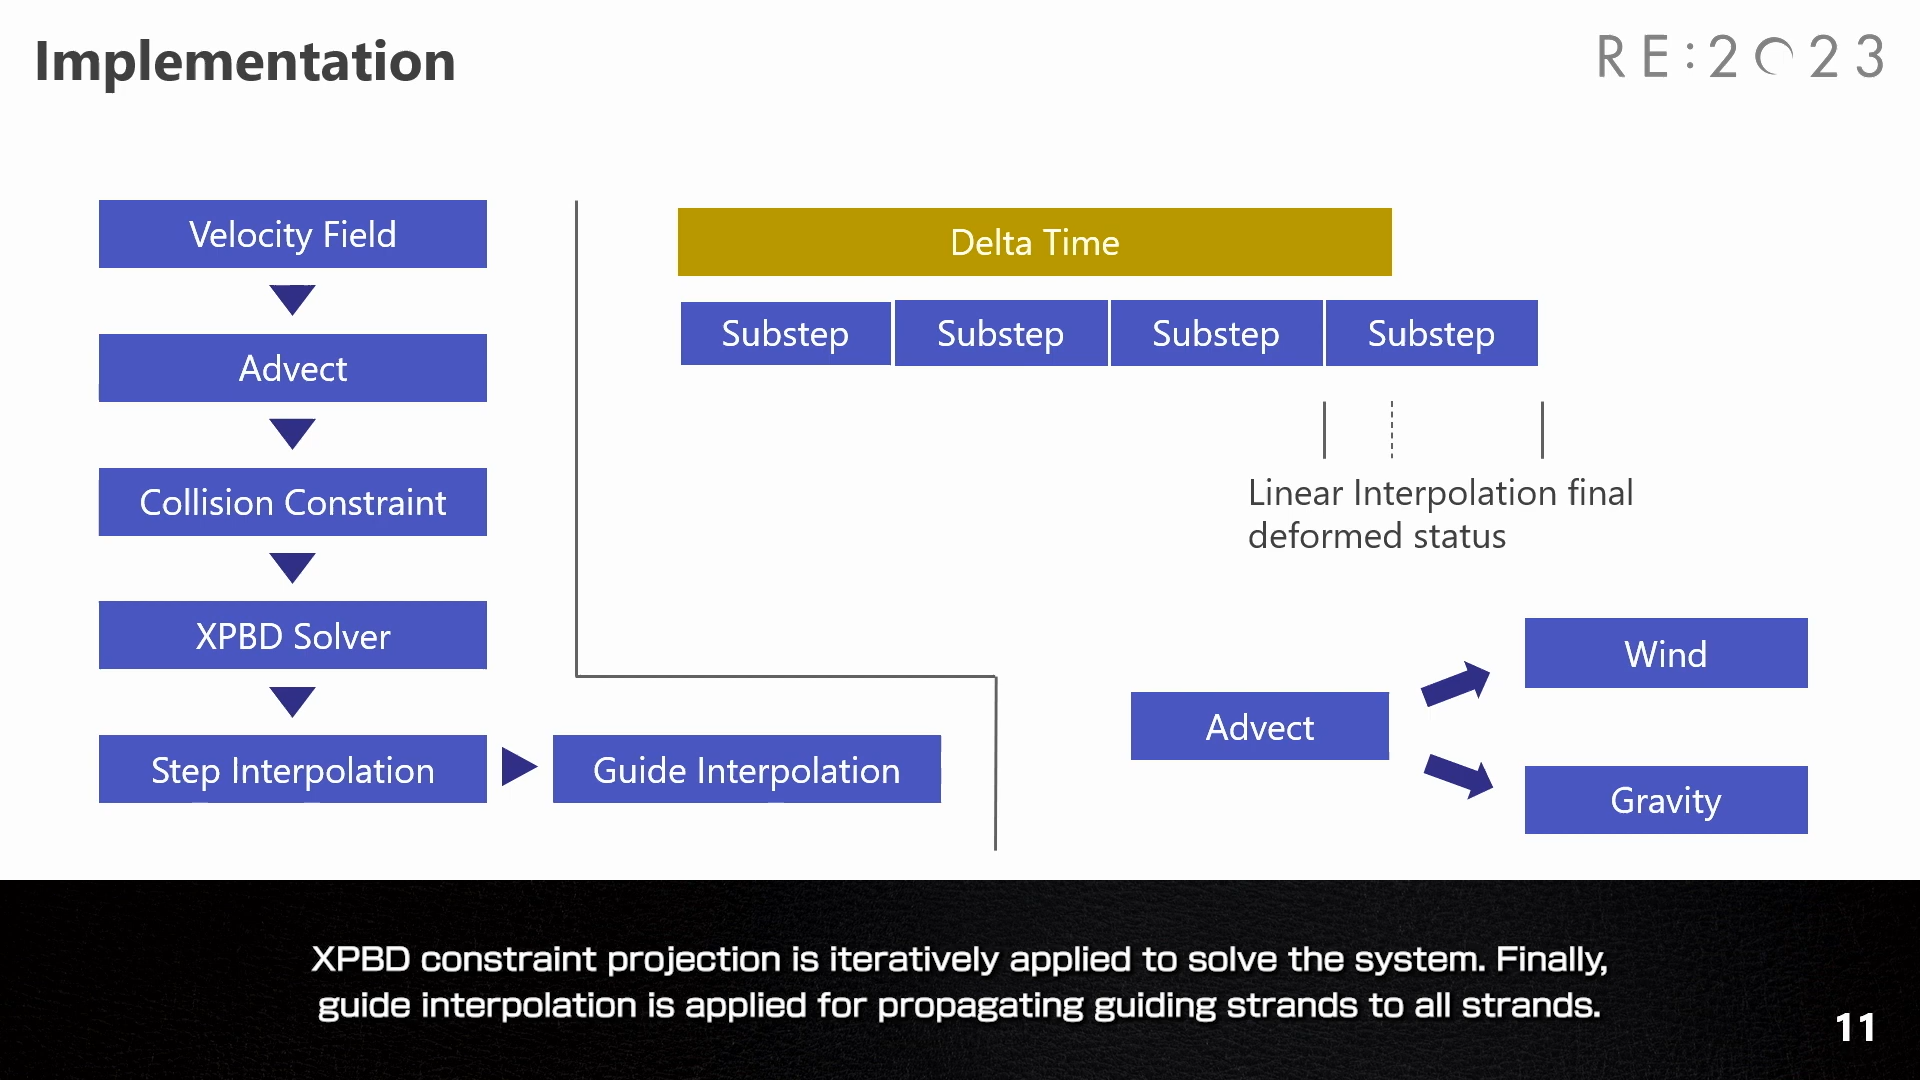 Implementation
RE:2023
Velocity Field
Advect
Collision Constraint
XPBD Solver
Step Interpolation
Guide Interpolation
Delta Time
Substep
Substep
Substep
Substep
Linear Interpolation final
deformed status
Advect
Wind
Gravity
XPBD constraint projection is iteratively applied to solve the system. Finally,
guide interpolation is applied for propagating guiding strands to all strands.
11